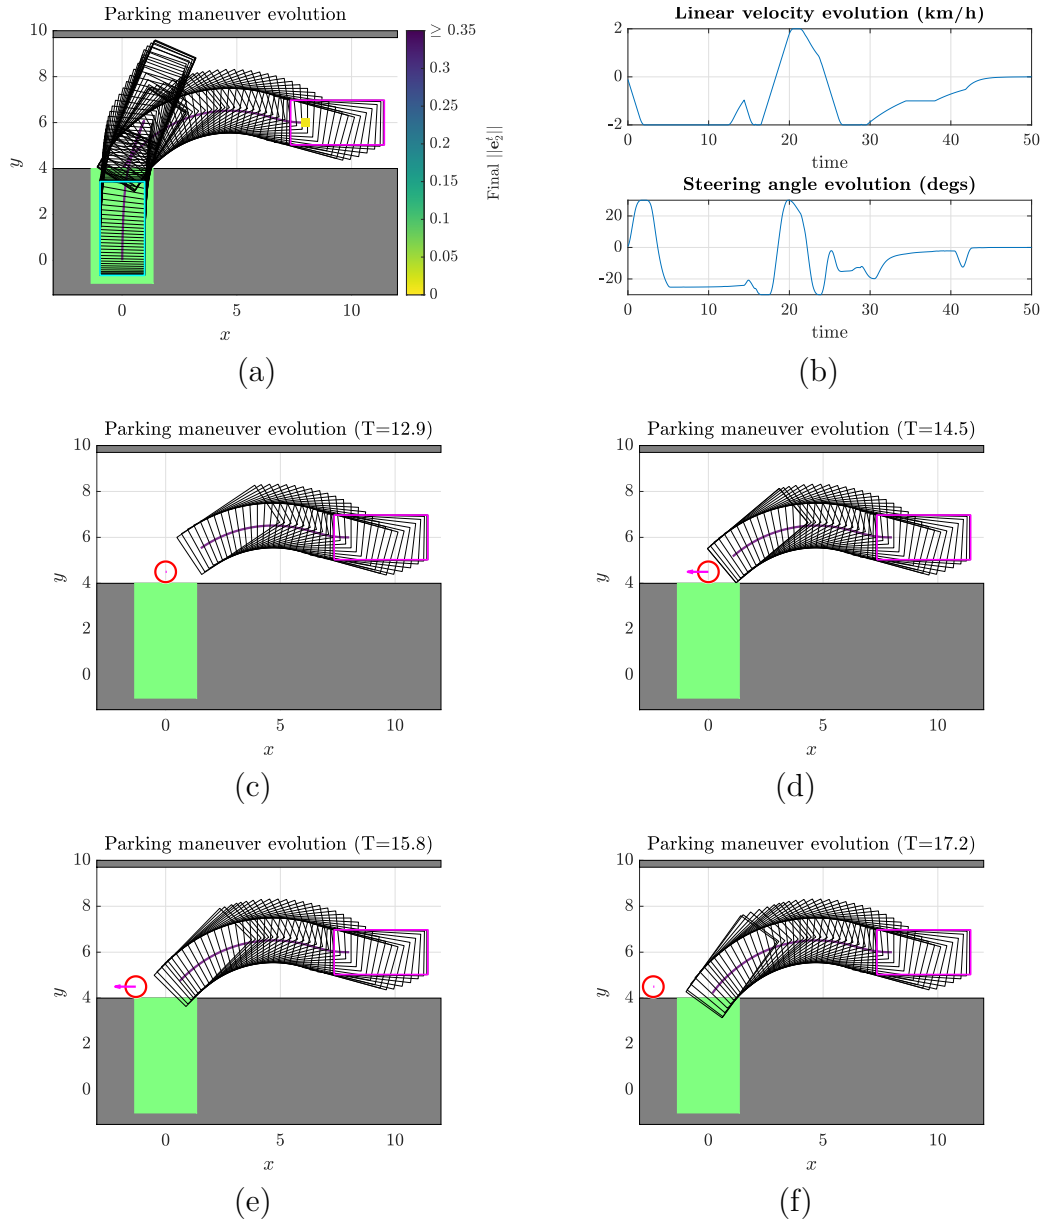 Parking maneuver evolution
10
8
6
4
2
0
y
0
5
10
x
≥ 0.35
0.3
0.25
0.2
0.15
0.1
0.05
0
Final ||e₂ᵗ||
(a)
Linear velocity evolution (km/h)
2
0
-2
0
10
20
30
40
50
time
Steering angle evolution (degs)
20
0
-20
0
10
20
30
40
50
time
(b)
Parking maneuver evolution (T=12.9)
10
8
6
4
2
0
y
0
5
10
x
(c)
Parking maneuver evolution (T=14.5)
10
8
6
4
2
0
y
0
5
10
x
(d)
Parking maneuver evolution (T=15.8)
10
8
6
4
2
0
y
0
5
10
x
(e)
Parking maneuver evolution (T=17.2)
10
8
6
4
2
0
y
0
5
10
x
(f)